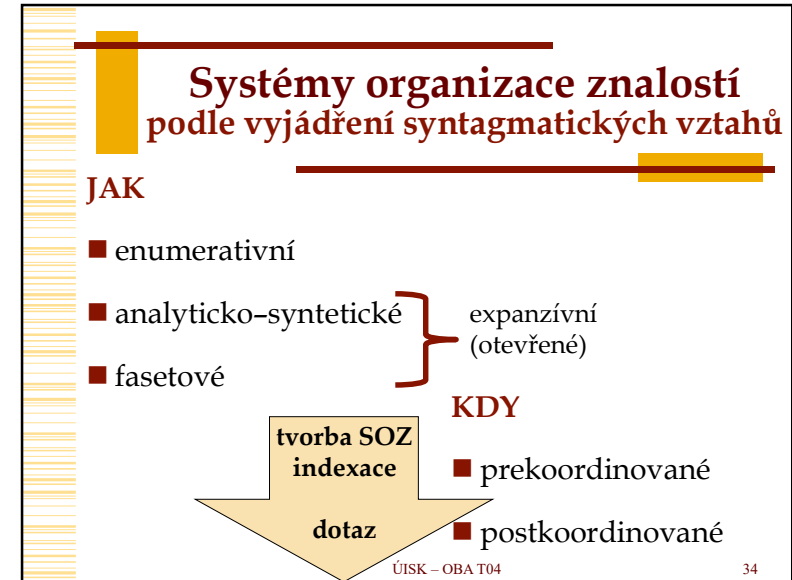 Systémy organizace znalostí
podle vyjádření syntagmatických vztahů
JAK
enumerativní
analyticko–syntetické
fasetové
expanzívní
(otevřené)
KDY
tvorba SOZ
indexace
dotaz
prekoordinované
postkoordinované
ÚISK – OBA T04
34